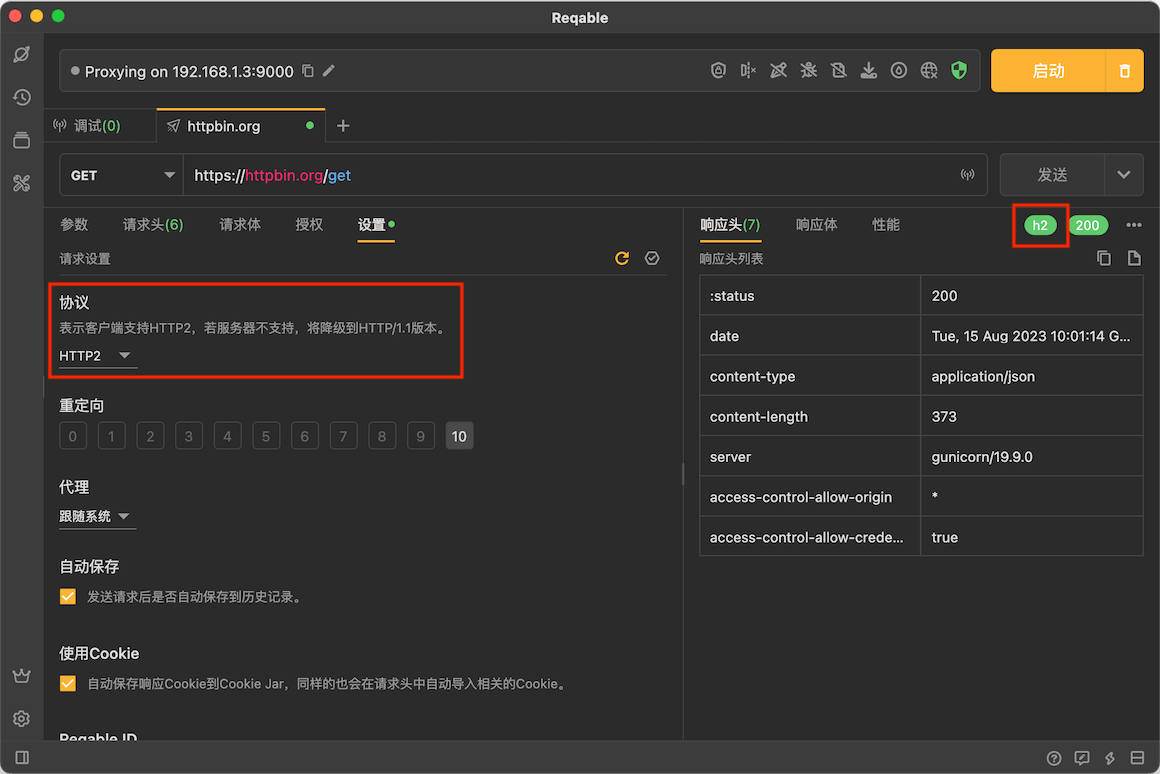 Reqable
Proxying on 192.168.1.3:9000
启动
调试(0)
httpbin.org
GET
https://httpbin.org/get
发送
参数
请求头(6)
请求体
授权
设置
请求设置
协议
表示客户端支持HTTP2，若服务器不支持，将降级到HTTP/1.1版本。
HTTP2
重定向
0 1 2 3 4 5 6 7 8 9 10
代理
跟随系统
自动保存
发送请求后是否自动保存到历史记录。
使用Cookie
自动保存响应Cookie到Cookie Jar，同样的也会在请求头中自动导入相关的Cookie。
Reqable ID
响应头(7)
响应体
性能
h2
200
响应头列表
:status 200
date Tue, 15 Aug 2023 10:01:14 G...
content-type application/json
content-length 373
server gunicorn/19.9.0
access-control-allow-origin *
access-control-allow-crede... true